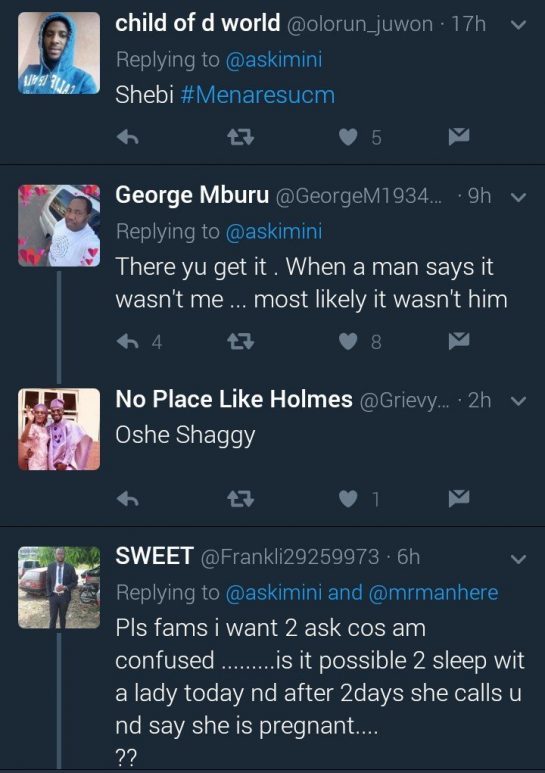 child of d world @olorun_juwon · 17h
Replying to @askimini
Shebi #Menaresucm
5
George Mburu @GeorgeM1934... · 9h
Replying to @askimini
There yu get it . When a man says it
wasn't me ... most likely it wasn't him
4 8
No Place Like Holmes @Grievy... · 2h
Oshe Shaggy
1
SWEET @Frankli29259973 · 6h
Replying to @askimini and @mrmanhere
Pls fams i want 2 ask cos am
confused .........is it possible 2 sleep wit
a lady today nd after 2days she calls u
nd say she is pregnant....
??